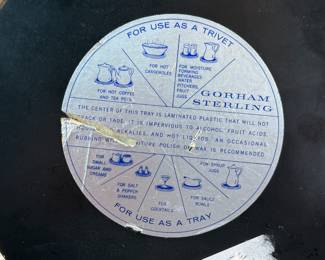 FOR USE AS A TRIVET
FOR HOT COFFEE
AND TEA POTS
FOR HOT
CASSEROLES
FOR MOISTURE
FORMING
BEVERAGES
WATER
PITCHERS
FRUIT
GORHAM
STERLING
THE CENTER OF THIS TRAY IS LAMINATED PLASTIC THAT WILL NOT
CRACK OR FADE. IT IS IMPERVIOUS TO ALCOHOL, FRUIT ACIDS,
ALKALIES, AND HOT LIQUIDS. AN OCCASIONAL
RUBBING WITH FURNITURE POLISH OR WAX IS RECOMMENDED
FOR
SMALL
SUGAR AND
CREAMS
FOR SALT
& PEPPER
SHAKERS
FOR
COCKTAILS
FOR SAUCE
BOWLS
FOR SYRUP
JUGS
FOR USE AS A TRAY